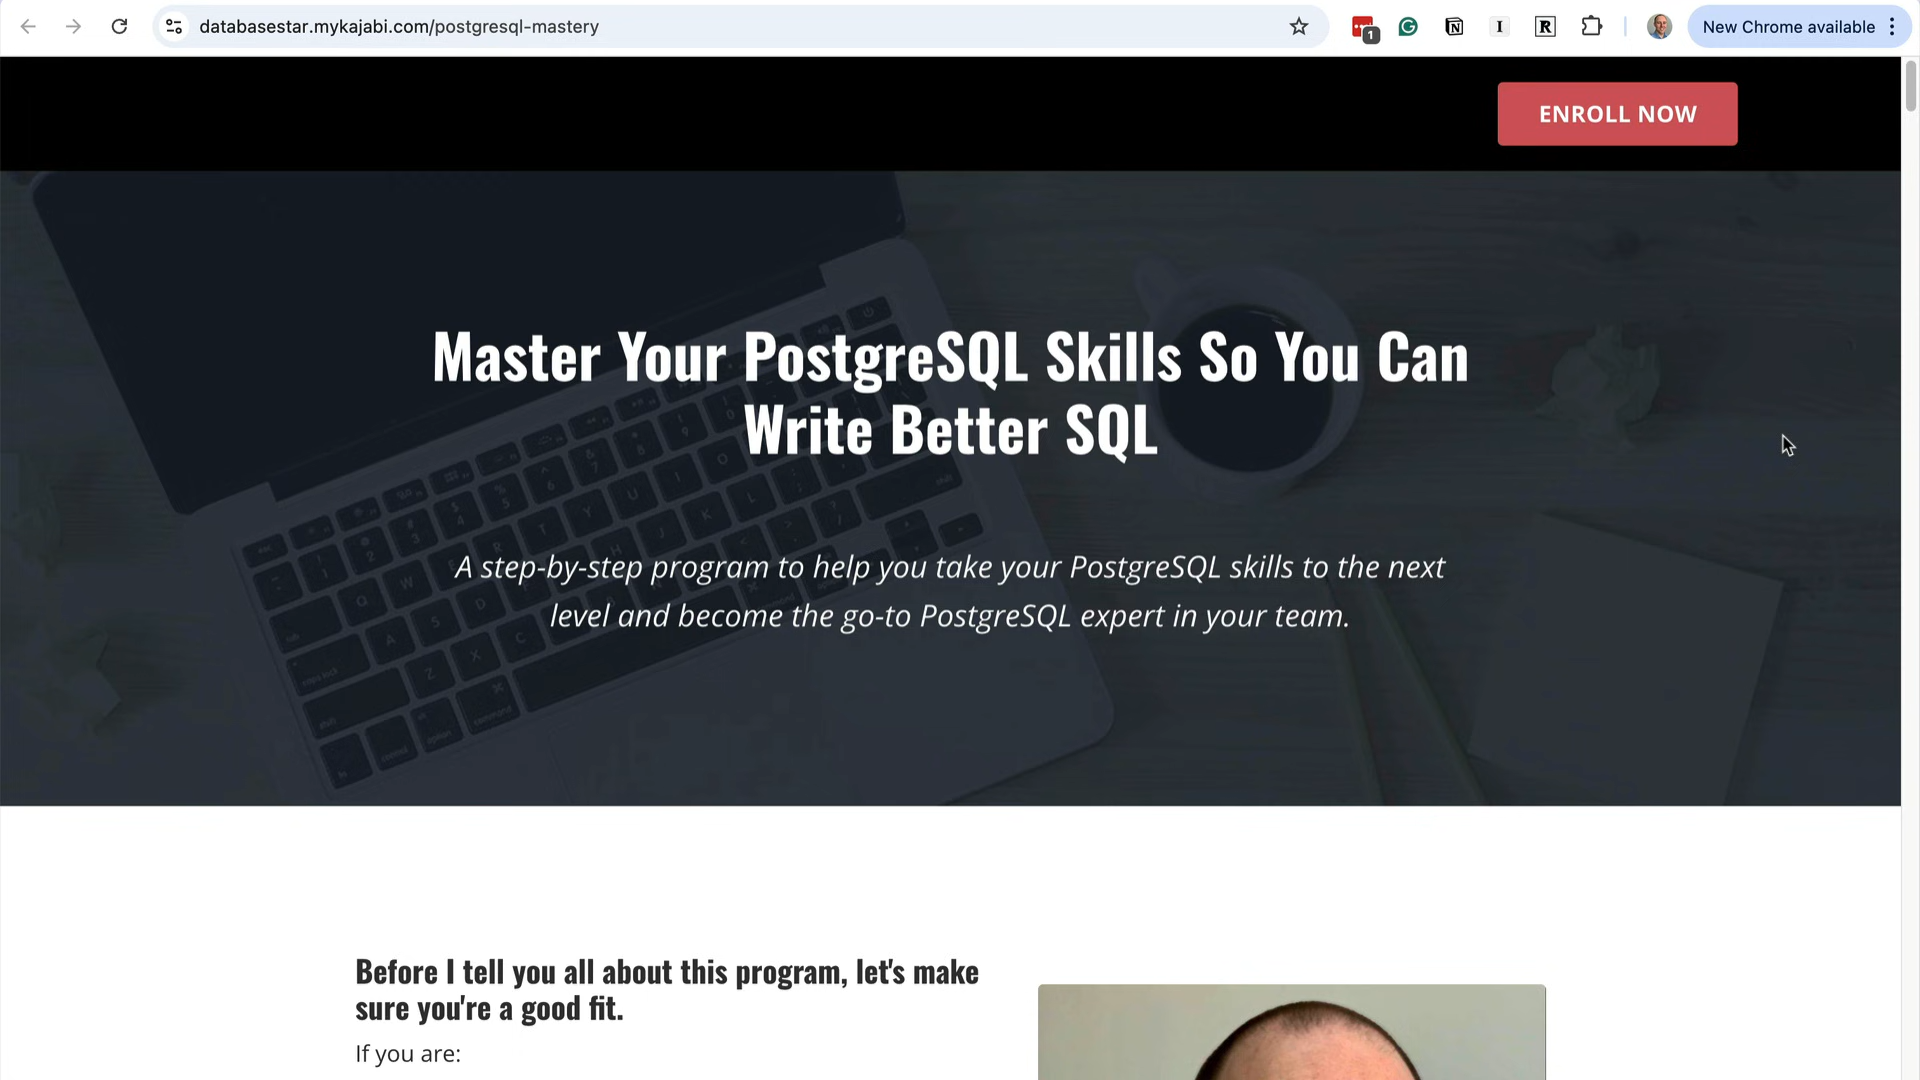 databasestar.mykajabi.com/postgresql-mastery
1
New Chrome available
ENROLL NOW
Master Your PostgreSQL Skills So You Can
Write Better SQL
A step-by-step program to help you take your PostgreSQL skills to the next
level and become the go-to PostgreSQL expert in your team.
Before I tell you all about this program, let's make
sure you're a good fit.
If you are: